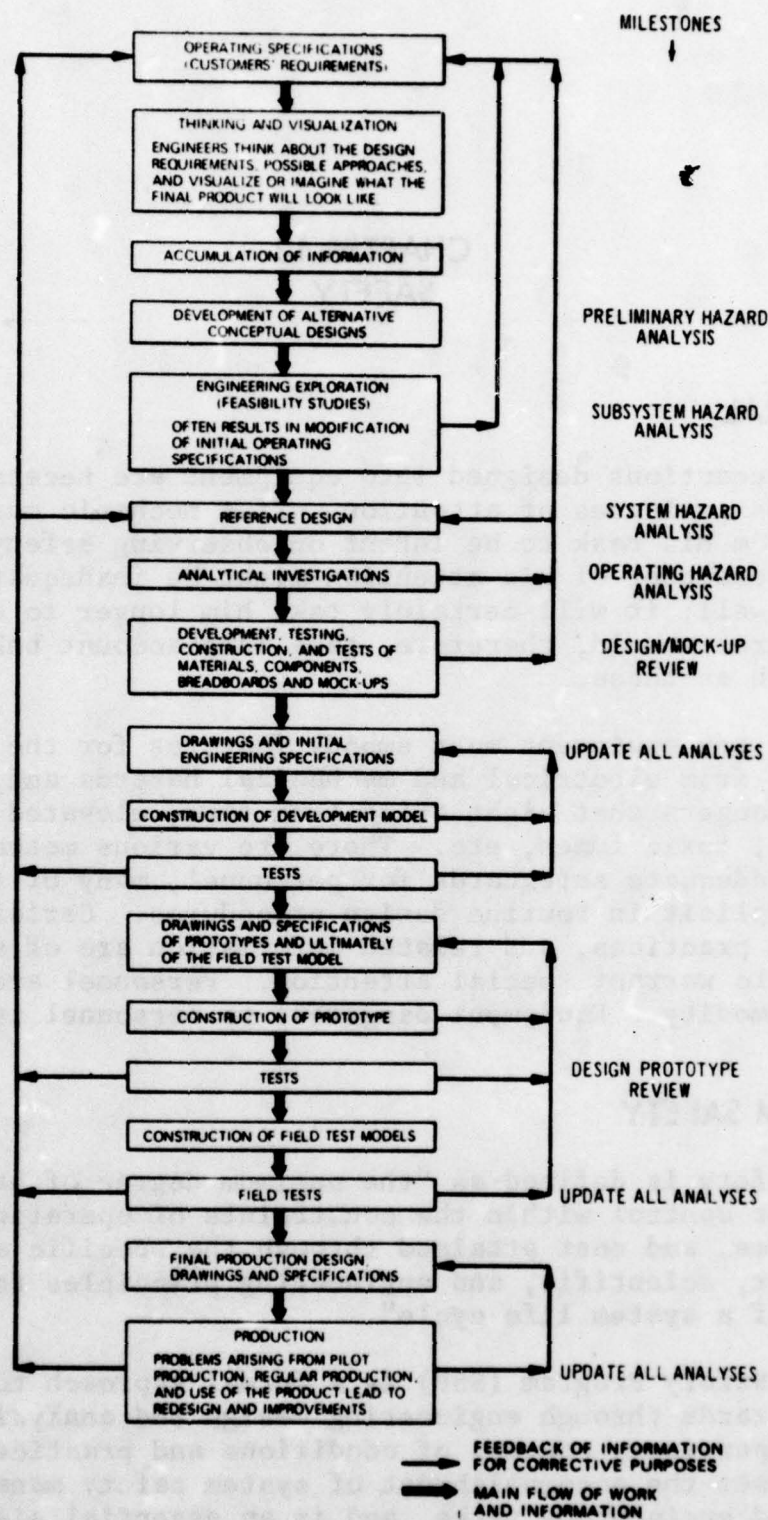 MILESTONES
OPERATING SPECIFICATIONS
(CUSTOMERS' REQUIREMENTS)
THINKING AND VISUALIZATION
ENGINEERS THINK ABOUT THE DESIGN
REQUIREMENTS, POSSIBLE APPROACHES,
AND VISUALIZE OR IMAGINE WHAT THE
FINAL PRODUCT WILL LOOK LIKE
ACCUMULATION OF INFORMATION
DEVELOPMENT OF ALTERNATIVE
CONCEPTUAL DESIGNS
PRELIMINARY HAZARD
ANALYSIS
ENGINEERING EXPLORATION
(FEASIBILITY STUDIES)
OFTEN RESULTS IN MODIFICATION
OF INITIAL OPERATING
SPECIFICATIONS
SUBSYSTEM HAZARD
ANALYSIS
REFERENCE DESIGN
SYSTEM HAZARD
ANALYSIS
ANALYTICAL INVESTIGATIONS
OPERATING HAZARD
ANALYSIS
DEVELOPMENT, TESTING,
CONSTRUCTION, AND TESTS OF
MATERIALS, COMPONENTS,
BREADBOARDS AND MOCK-UPS
DESIGN/MOCK-UP
REVIEW
DRAWINGS AND INITIAL
ENGINEERING SPECIFICATIONS
UPDATE ALL ANALYSES
CONSTRUCTION OF DEVELOPMENT MODEL
TESTS
DRAWINGS AND SPECIFICATIONS
OF PROTOTYPES AND ULTIMATELY
OF THE FIELD TEST MODEL
CONSTRUCTION OF PROTOTYPE
TESTS
DESIGN PROTOTYPE
REVIEW
CONSTRUCTION OF FIELD TEST MODELS
FIELD TESTS
UPDATE ALL ANALYSES
FINAL PRODUCTION DESIGN
DRAWINGS AND SPECIFICATIONS
PRODUCTION
PROBLEMS ARISING FROM PILOT
PRODUCTION, REGULAR PRODUCTION,
AND USE OF THE PRODUCT LEAD TO
REDESIGN AND IMPROVEMENTS
UPDATE ALL ANALYSES
FEEDBACK OF INFORMATION
FOR CORRECTIVE PURPOSES
MAIN FLOW OF WORK
AND INFORMATION